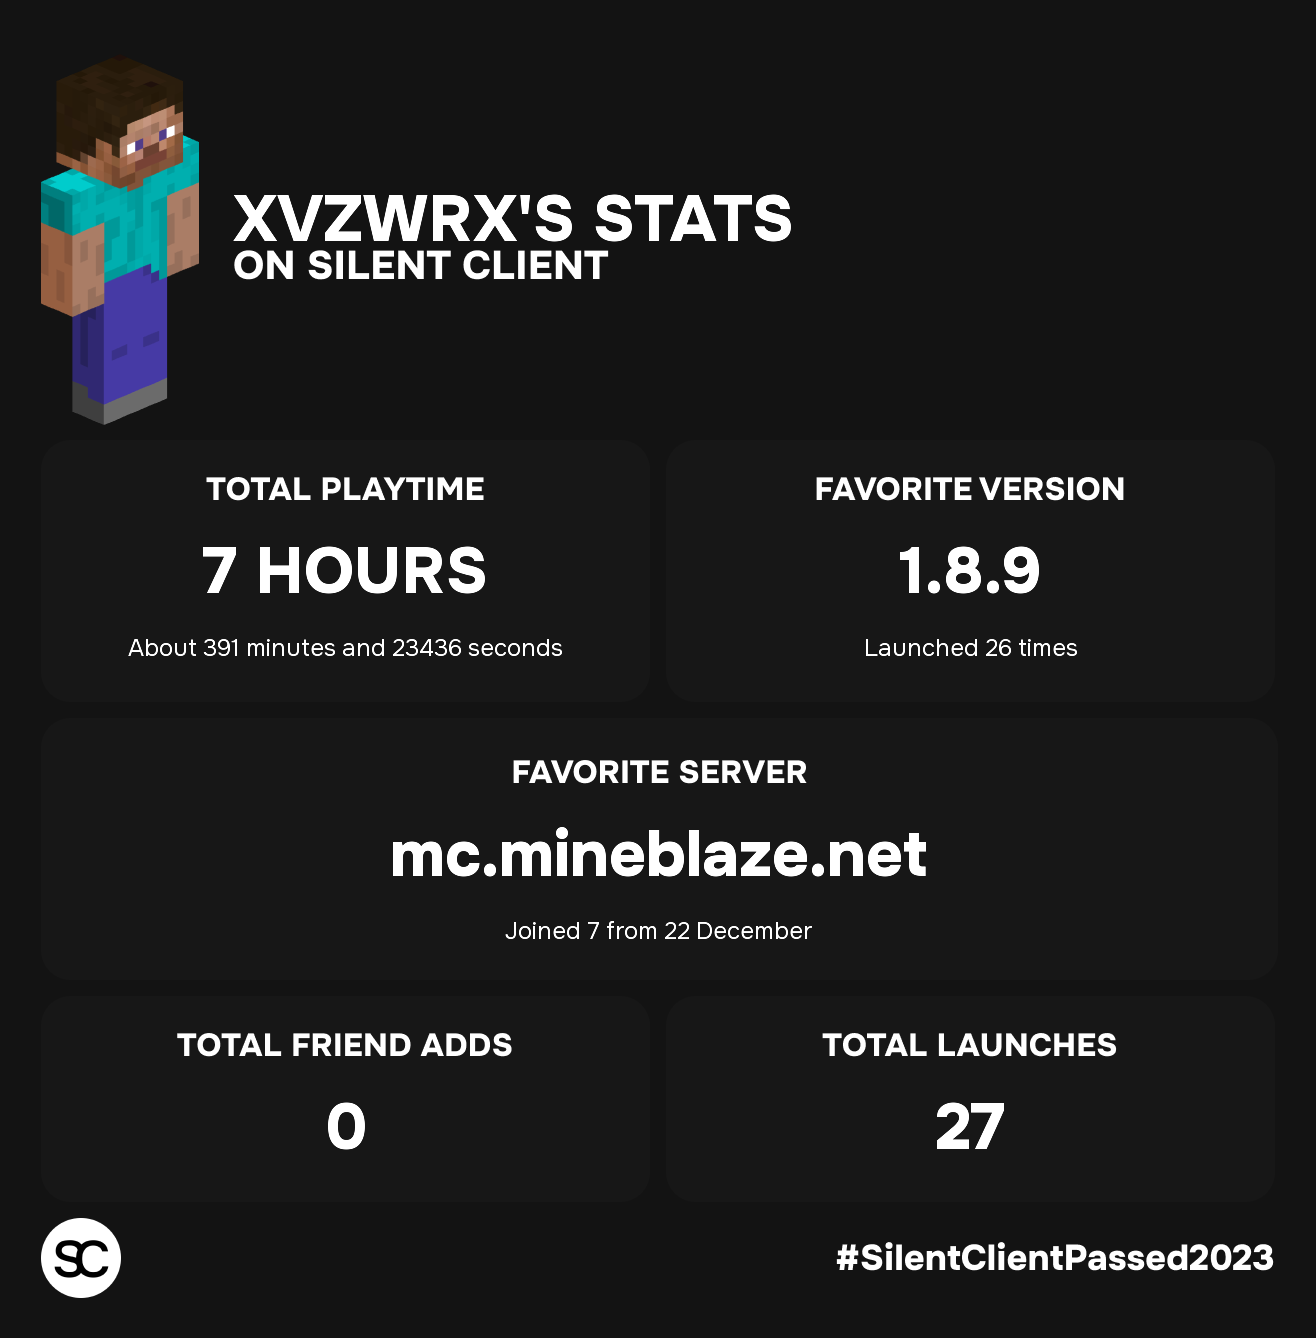 XVZWRX'S STATS
ON SILENT CLIENT
TOTAL PLAYTIME
7 HOURS
About 391 minutes and 23436 seconds
FAVORITE VERSION
1.8.9
Launched 26 times
FAVORITE SERVER
mc.mineblaze.net
Joined 7 from 22 December
TOTAL FRIEND ADDS
0
TOTAL LAUNCHES
27
SC
#SilentClientPassed2023